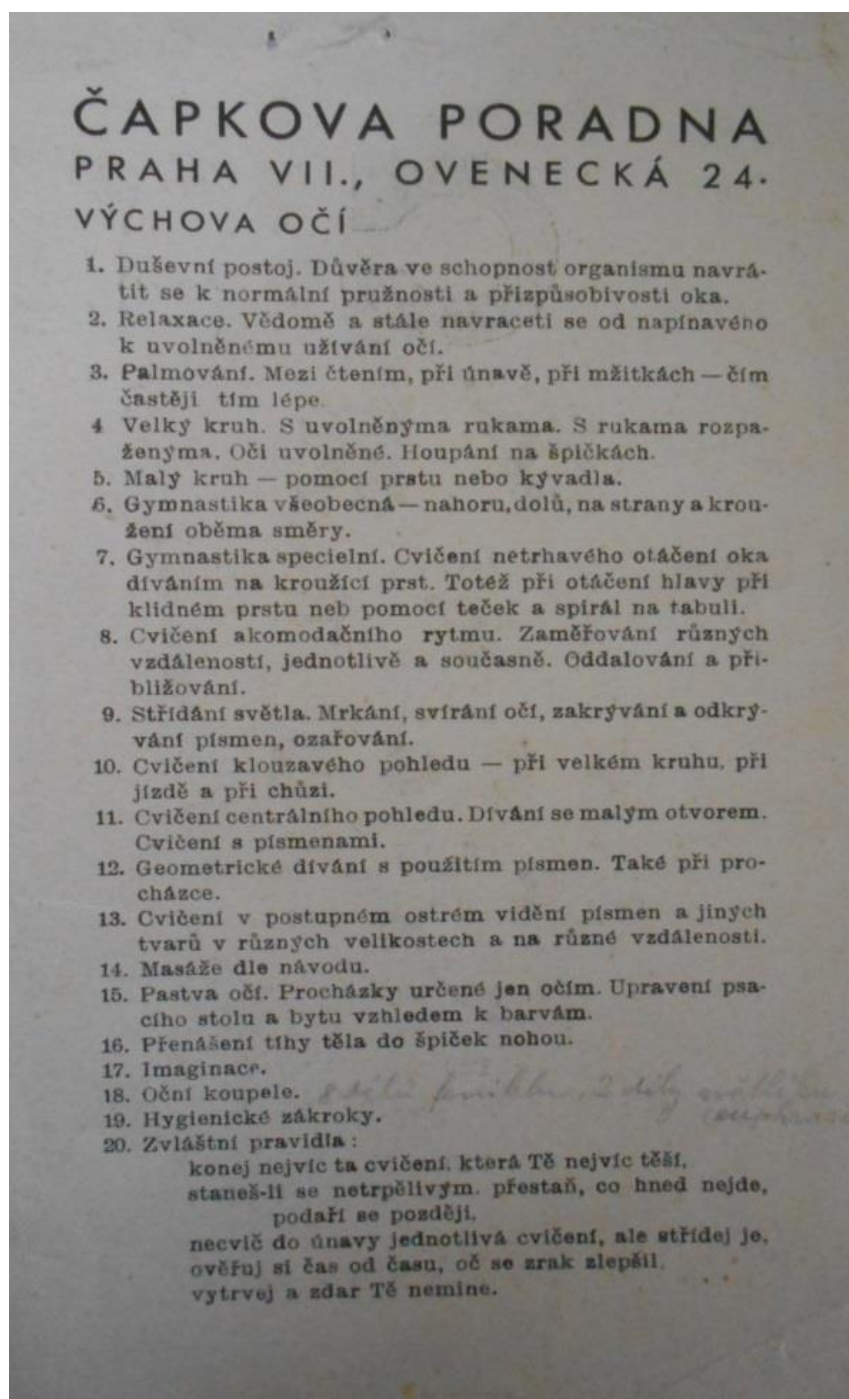 ČAPKOVA PORADNA
PRAHA VII., OVENECKÁ 24.
VÝCHOVA OČÍ
1. Duševní postoj. Důvěra ve schopnost organismu navrá-
tit se k normální pružnosti a přizpůsobivosti oka.
2. Relaxace. Vědomě a stále navraceti se od napínavého
k uvolněnému užívání očí.
3. Palmování. Mezi čtením, při únavě, při mžitkách — čím
častěji tím lépe.
4 Velký kruh. S uvolněnýma rukama. S rukama rozpa-
ženýma. Oči uvolněné. Houpání na špičkách.
5. Malý kruh — pomocí prstu nebo kývadla.
6. Gymnastika všeobecná — nahoru, dolů, na strany a krou-
žení oběma směry.
7. Gymnastika specielní. Cvičení netrhavého otáčení oka
díváním na kroužící prst. Totéž při otáčení hlavy při
klidném prstu neb pomocí teček a spirál na tabuli.
8. Cvičení akomodačního rytmu. Zaměřování různých
vzdáleností, jednotlivě a současně. Oddalování a při-
bližování.
9. Střídání světla. Mrkání, svírání očí, zakrývání a odkrý-
vání písmen, ozařování.
10. Cvičení klouzavého pohledu — při velkém kruhu, při
jízdě a při chůzi.
11. Cvičení centrálního pohledu. Dívání se malým otvorem.
Cvičení s písmenami.
12. Geometrické dívání s použitím písmen. Také při pro-
cházce.
13. Cvičení v postupném ostrém vidění písmen a jiných
tvarů v různých velikostech a na různé vzdálenosti.
14. Masáže dle návodu.
15. Pastva očí. Procházky určené jen očím. Upravení psa-
cího stolu a bytu vzhledem k barvám.
16. Přenášení tíhy těla do špiček nohou.
17. Imaginace.
18. Oční koupele.
19. Hygienické zákroky.
20. Zvláštní pravidla :
konej nejvíc ta cvičení, která Tě nejvíc těší,
staneš-li se netrpělivým, přestaň, co hned nejde,
podaří se později,
necvič do únavy jednotlivá cvičení, ale střídej je,
ověřuj si čas od času, oč se zrak zlepšil,
vytrvej a zdar Tě nemine.